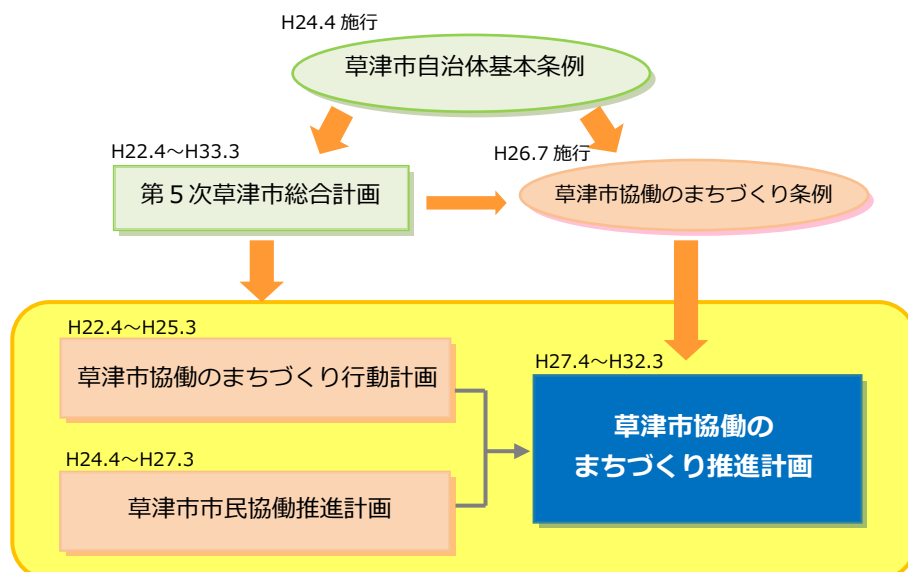 H24.4 施行
草津市自治体基本条例
H22.4～H33.3
第５次草津市総合計画
H26.7 施行
草津市協働のまちづくり条例
H22.4～H25.3
草津市協働のまちづくり行動計画
H24.4～H27.3
草津市市民協働推進計画
H27.4～H32.3
草津市協働の
まちづくり推進計画